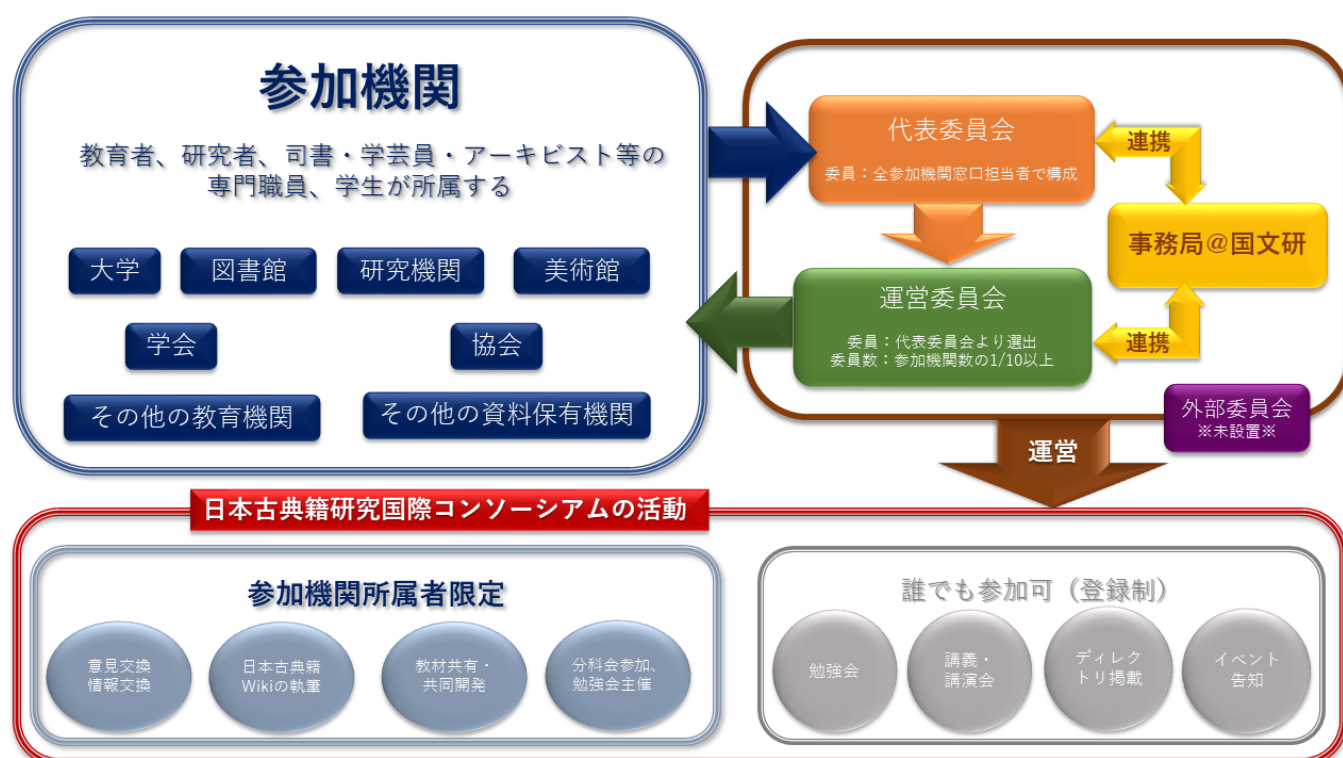 参加機関
教育者、研究者、司書・学芸員・アーキビスト等の
専門職員、学生が所属する
大学
図書館
研究機関
美術館
学会
協会
その他の教育機関
その他の資料保有機関
代表委員会
委員：全参加機関窓口担当者で構成
連携
事務局@国文研
運営委員会
委員：代表委員会より選出
委員数：参加機関数の1/10以上
連携
外部委員会
※未設置※
運営
日本古典籍研究国際コンソーシアムの活動
参加機関所属者限定
意見交換
情報交換
日本古典籍
Wikiの執筆
教材共有・
共同開発
分科会参加、
勉強会主催
誰でも参加可（登録制）
勉強会
講義・
講演会
ディレク
トリ掲載
イベント
告知